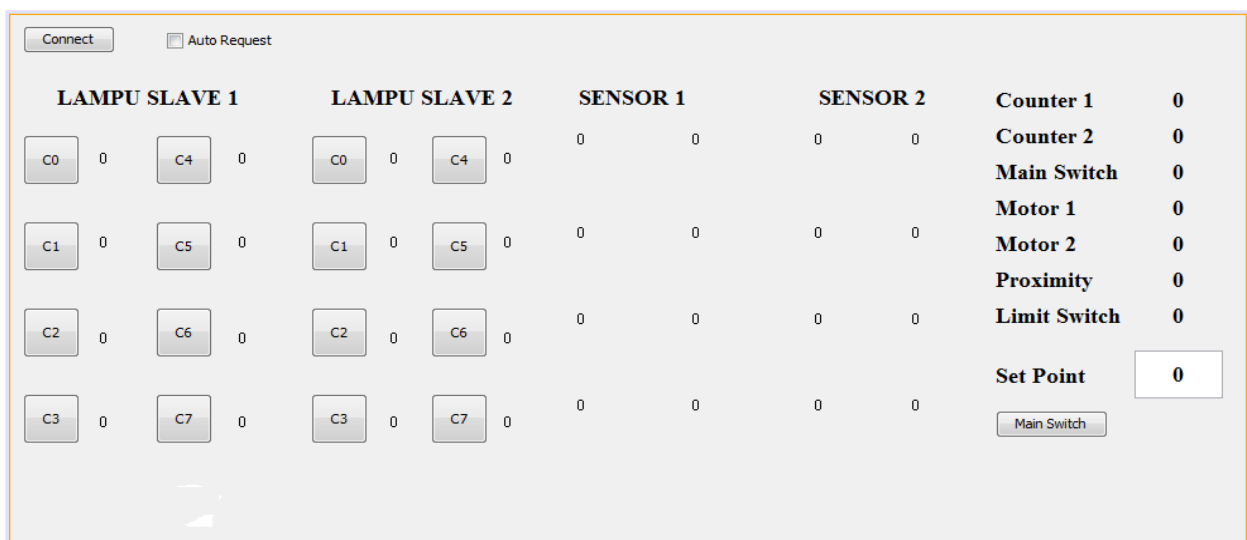 Connect Auto Request
LAMPU SLAVE 1 LAMPU SLAVE 2 SENSOR 1 SENSOR 2 Counter 1 0
Counter 2 0
C0 0 C4 0 C0 0 C4 0 0 0 0 0
Main Switch 0
Motor 1 0
C1 0 C5 0 C1 0 C5 0 0 0 0 0
Motor 2 0
Proximity 0
Limit Switch 0
C2 0 C6 0 C2 0 C6 0 0 0 0 0
Set Point 0
C3 0 C7 0 C3 0 C7 0 0 0 0 0
Main Switch